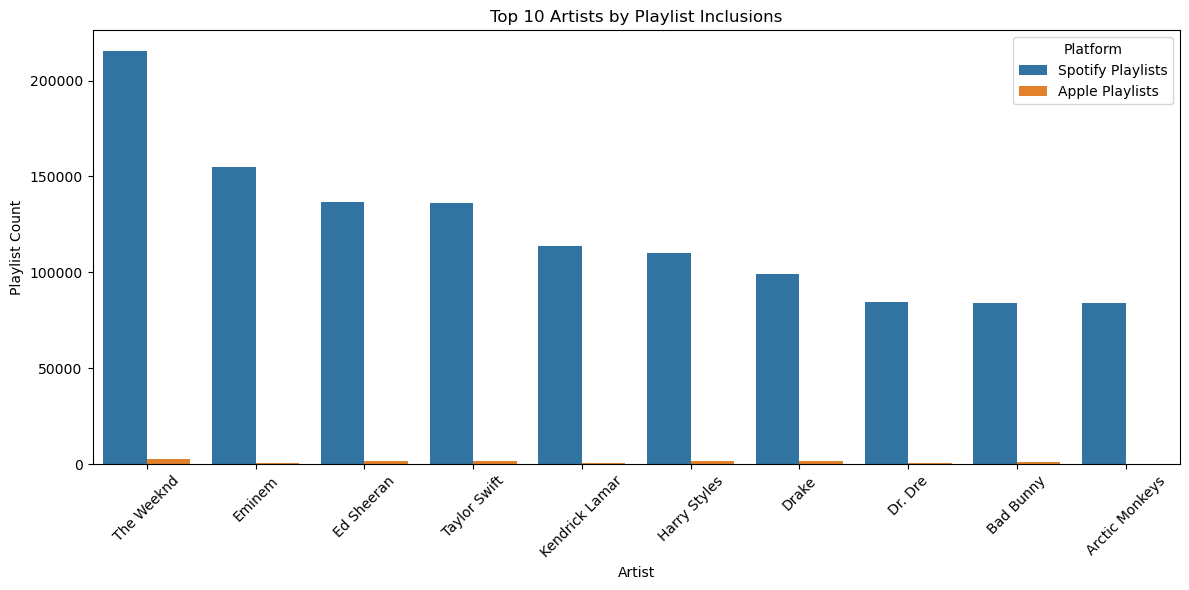 Top 10 Artists by Playlist Inclusions
Platform
Spotify Playlists
Apple Playlists
Playlist Count
200000
150000
100000
50000
0
The Weeknd
Eminem
Ed Sheeran
Taylor Swift
Kendrick Lamar
Harry Styles
Drake
Dr. Dre
Bad Bunny
Arctic Monkeys
Artist